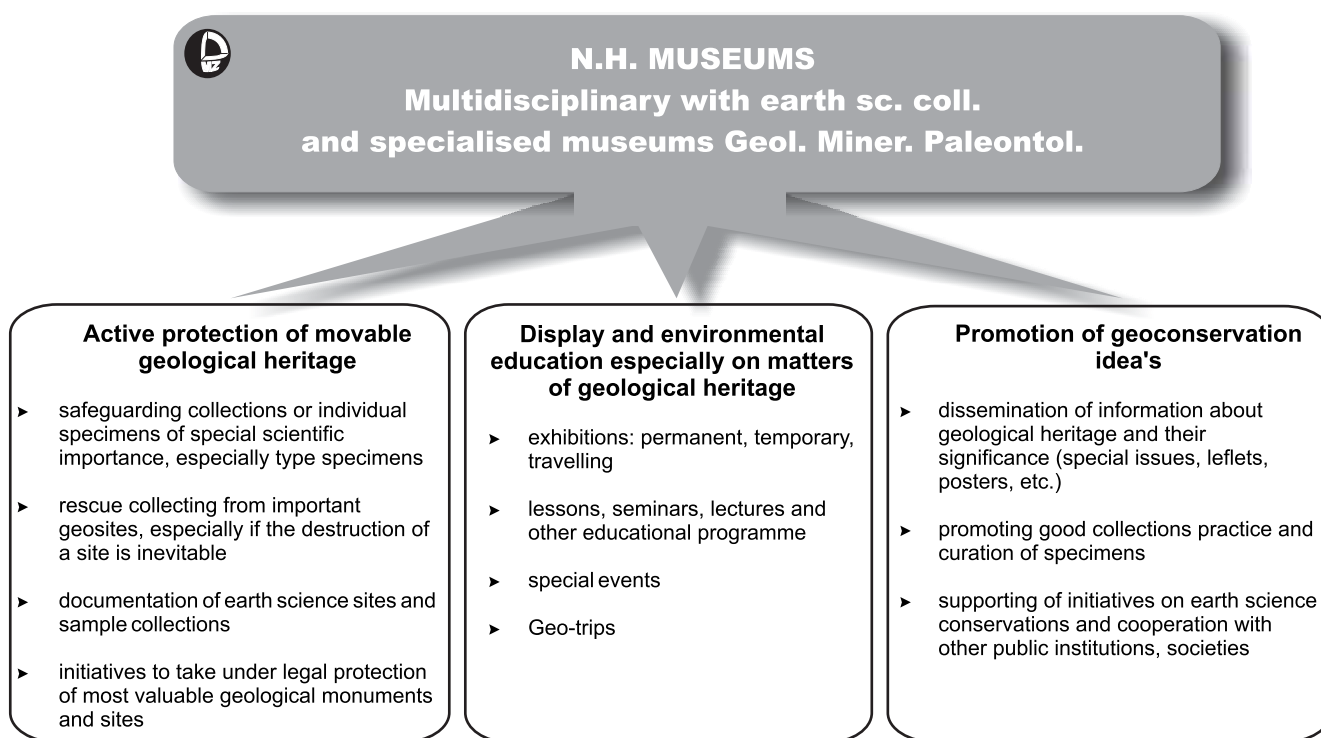 N.H. MUSEUMS
Multidisciplinary with earth sc. coll.
and specialised museums Geol. Miner. Paleontol.
Active protection of movable
geological heritage
➤ safeguarding collections or individual
specimens of special scientific
importance, especially type specimens
➤ rescue collecting from important
geosites, especially if the destruction of
a site is inevitable
➤ documentation of earth science sites and
sample collections
➤ initiatives to take under legal protection
of most valuable geological monuments
and sites
Display and environmental
education especially on matters
of geological heritage
➤ exhibitions: permanent, temporary,
travelling
➤ lessons, seminars, lectures and
other educational programme
➤ special events
➤ Geo-trips
Promotion of geoconservation
idea's
➤ dissemination of information about
geological heritage and their
significance (special issues, leflets,
posters, etc.)
➤ promoting good collections practice and
curation of specimens
➤ supporting of initiatives on earth science
conservations and cooperation with
other public institutions, societies